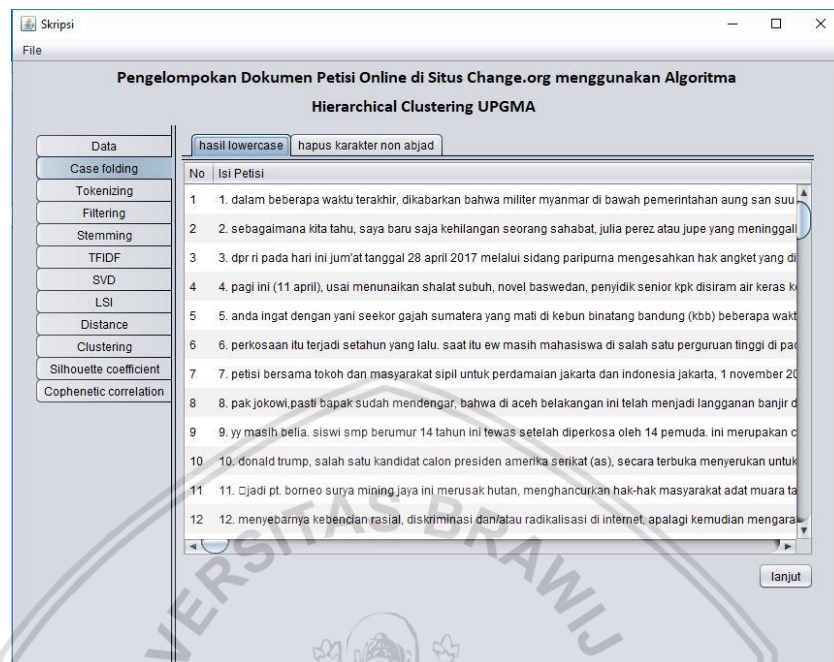 Skripsi
File
Pengelompokan Dokumen Petisi Online di Situs Change.org menggunakan Algoritma
Hierarchical Clustering UPGMA
Data
Case folding
Tokenizing
Filtering
Stemming
TFIDF
SVD
LSI
Distance
Clustering
Silhouette coefficient
Cophenetic correlation
hasil lowercase hapus karakter non abjad
No Isi Petisi
1 1. dalam beberapa waktu terakhir, dikabarkan bahwa militer myanmar di bawah pemerintahan aung san suu
2 2. sebagaimana kita tahu, saya baru saja kehilangan seorang sahabat, julia perez atau jupe yang meninggall
3 3. dpr ri pada hari ini jum'at tanggal 28 april 2017 melalui sidang paripurna mengesahkan hak angket yang di
4 4. pagi ini (11 april), usai menunaikan shalat subuh, novel baswedan, penyidik senior kpk disiram air keras k
5 5. anda ingat dengan yani seekor gajah sumatera yang mati di kebun binatang bandung (kbb) beberapa wakt
6 6. perkosaan itu terjadi setahun yang lalu. saat itu ew masih mahasiswa di salah satu perguruan tinggi di pa
7 7. petisi bersama tokoh dan masyarakat sipil untuk perdamaian jakarta dan indonesia jakarta, 1 november 20
8 8. pak jokowi,pasti bapak sudah mendengar, bahwa di aceh belakangan ini telah menjadi langganan banjir d
9 9. yy masih belia. siswi smp berumur 14 tahun ini tewas setelah diperkosa oleh 14 pemuda. ini merupakan c
10 10. donald trump, salah satu kandidat calon presiden amerika serikat (as), secara terbuka menyerukan untuk
11 11. □jadi pt. borneo surya mining jaya ini merusak hutan, menghancurkan hak-hak masyarakat adat muara ta
12 12. menyebarnya kebencian rasial, diskriminasi dan/atau radikalisasi di internet, apalagi kemudian mengara
lanjut
VERSITAS BRAWIJ